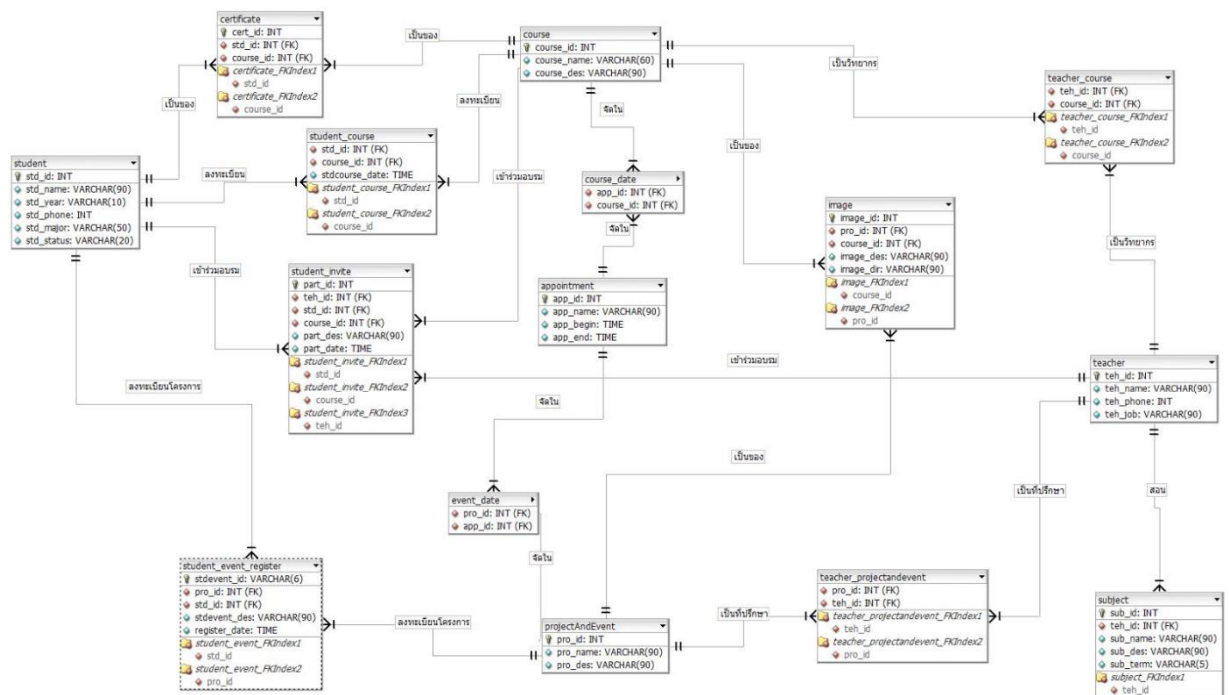 certificate
cert_id: INT
std_id: INT (FK)
course_id: INT (FK)
certificate_FKIndex1
std_id
certificate_FKIndex2
course_id
เป็นของ
course
course_id: INT
course_name: VARCHAR(60)
course_des: VARCHAR(90)
เป็นวิทยากร
teacher_course
teh_id: INT (FK)
course_id: INT (FK)
teacher_course_FKIndex1
teh_id
teacher_course_FKIndex2
course_id
เป็นของ
ลงทะเบียน
จัดใน
student_course
std_id: INT (FK)
course_id: INT (FK)
stdcourse_date: TIME
student_course_FKIndex1
std_id
student_course_FKIndex2
course_id
เป็นของ
student
std_id: INT
std_name: VARCHAR(90)
std_year: VARCHAR(10)
std_phone: INT
std_major: VARCHAR(50)
std_status: VARCHAR(20)
ลงทะเบียน
เข้าร่วมอบรม
course_date
app_id: INT (FK)
course_id: INT (FK)
image
image_id: INT
pro_id: INT (FK)
course_id: INT (FK)
image_des: VARCHAR(90)
image_dir: VARCHAR(90)
image_FKIndex1
course_id
image_FKIndex2
pro_id
เป็นวิทยากร
จัดใน
เข้าร่วมอบรม
student_invite
part_id: INT
teh_id: INT (FK)
std_id: INT (FK)
course_id: INT (FK)
part_des: VARCHAR(90)
part_date: TIME
student_invite_FKIndex1
std_id
student_invite_FKIndex2
course_id
student_invite_FKIndex3
teh_id
appointment
app_id: INT
app_name: VARCHAR(90)
app_begin: TIME
app_end: TIME
เข้าร่วมอบรม
teacher
teh_id: INT
teh_name: VARCHAR(90)
teh_phone: INT
teh_job: VARCHAR(90)
ลงทะเบียนโครงการ
จัดใน
เป็นของ
เป็นที่ปรึกษา
สอน
event_date
pro_id: INT (FK)
app_id: INT (FK)
จัดใน
student_event_register
stdevent_id: VARCHAR(6)
pro_id: INT (FK)
std_id: INT (FK)
stdevent_des: VARCHAR(90)
register_date: TIME
student_event_FKIndex1
std_id
student_event_FKIndex2
pro_id
ลงทะเบียนโครงการ
projectAndEvent
pro_id: INT
pro_name: VARCHAR(90)
pro_des: VARCHAR(90)
เป็นที่ปรึกษา
teacher_projectandevent
pro_id: INT (FK)
teh_id: INT (FK)
teacher_projectandevent_FKIndex1
teh_id
teacher_projectandevent_FKIndex2
pro_id
subject
sub_id: INT
teh_id: INT (FK)
sub_name: VARCHAR(90)
sub_des: VARCHAR(90)
sub_term: VARCHAR(5)
subject_FKIndex1
teh_id